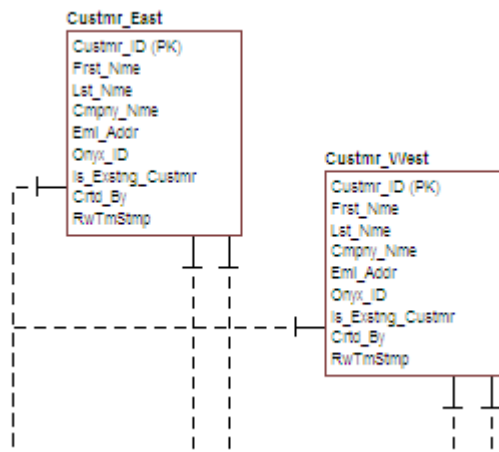 Custmr_East
Custmr_ID (PK)
Frst_Nme
Lst_Nme
Cmpny_Nme
Eml_Addr
Onyx_ID
Is_Exstng_Custmr
Crtd_By
RwTmStmp
Custmr_West
Custmr_ID (PK)
Frst_Nme
Lst_Nme
Cmpny_Nme
Eml_Addr
Onyx_ID
Is_Exstng_Custmr
Crtd_By
RwTmStmp